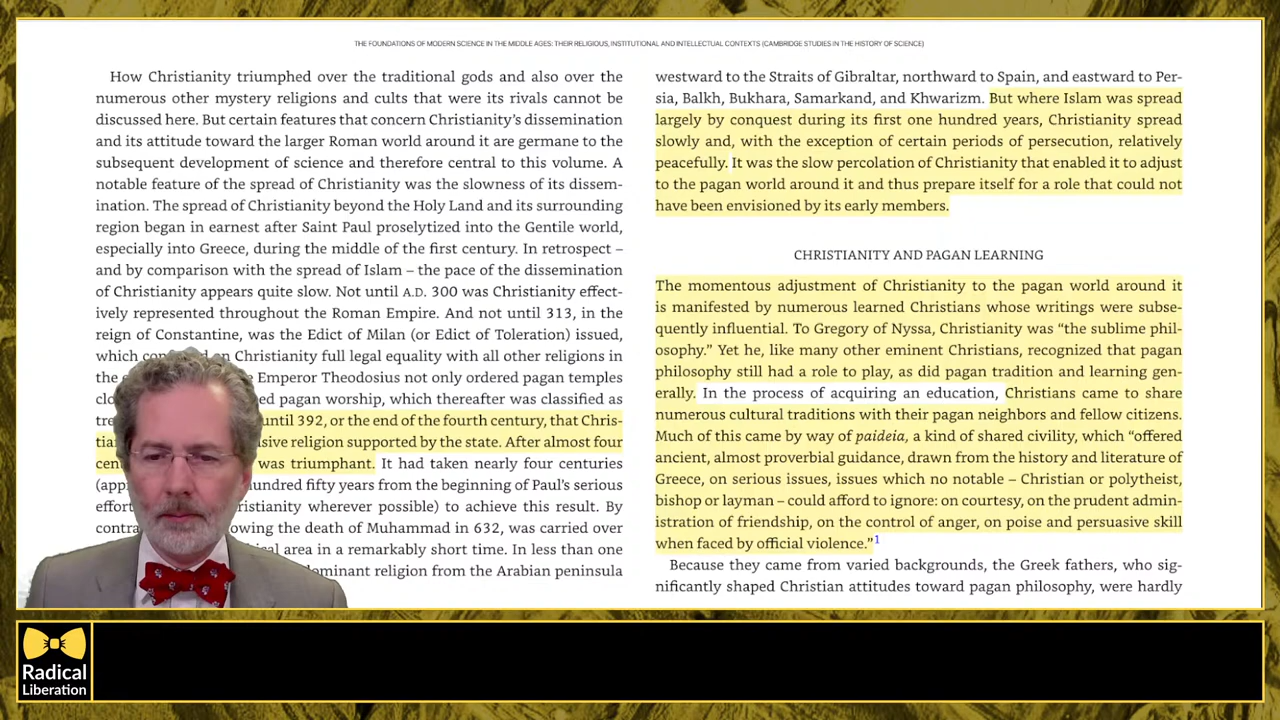 THE FOUNDATIONS OF MODERN SCIENCE IN THE MIDDLE AGES: THEIR RELIGIOUS, INSTITUTIONAL AND INTELLECTUAL CONTEXTS (CAMBRIDGE STUDIES IN THE HISTORY OF SCIENCE)
How Christianity triumphed over the traditional gods and also over the
numerous other mystery religions and cults that were its rivals cannot be
discussed here. But certain features that concern Christianity's dissemination
and its attitude toward the larger Roman world around it are germane to the
subsequent development of science and therefore central to this volume. A
notable feature of the spread of Christianity was the slowness of its dissem-
ination. The spread of Christianity beyond the Holy Land and its surrounding
region began in earnest after Saint Paul proselytized into the Gentile world,
especially into Greece, during the middle of the first century. In retrospect –
and by comparison with the spread of Islam – the pace of the dissemination
of Christianity appears quite slow. Not until A.D. 300 was Christianity effect-
ively represented throughout the Roman Empire. And not until 313, in the
reign of Constantine, was the Edict of Milan (or Edict of Toleration) issued,
which on Christianity full legal equality with all other religions in
the Emperor Theodosius not only ordered pagan temples
pagan worship, which thereafter was classified as
until 392, or the end of the fourth century, that Chris-
religion supported by the state. After almost four
was triumphant. It had taken nearly four centuries
fifty years from the beginning of Paul's serious
wherever possible) to achieve this result. By
the death of Muhammad in 632, was carried over
area in a remarkably short time. In less than one
religion from the Arabian peninsula
westward to the Straits of Gibraltar, northward to Spain, and eastward to Per-
sia, Balkh, Bukhara, Samarkand, and Khwarizm. But where Islam was spread
largely by conquest during its first one hundred years, Christianity spread
slowly and, with the exception of certain periods of persecution, relatively
peacefully. It was the slow percolation of Christianity that enabled it to adjust
to the pagan world around it and thus prepare itself for a role that could not
have been envisioned by its early members.
CHRISTIANITY AND PAGAN LEARNING
The momentous adjustment of Christianity to the pagan world around it
is manifested by numerous learned Christians whose writings were subse-
quently influential. To Gregory of Nyssa, Christianity was “the sublime phil-
osophy.” Yet he, like many other eminent Christians, recognized that pagan
philosophy still had a role to play, as did pagan tradition and learning gen-
erally. In the process of acquiring an education, Christians came to share
numerous cultural traditions with their pagan neighbors and fellow citizens.
Much of this came by way of paideia, a kind of shared civility, which “offered
ancient, almost proverbial guidance, drawn from the history and literature of
Greece, on serious issues, issues which no notable – Christian or polytheist,
bishop or layman – could afford to ignore: on courtesy, on the prudent admin-
istration of friendship, on the control of anger, on poise and persuasive skill
when faced by official violence.”1
Because they came from varied backgrounds, the Greek fathers, who sig-
nificantly shaped Christian attitudes toward pagan philosophy, were hardly
Radical
Liberation